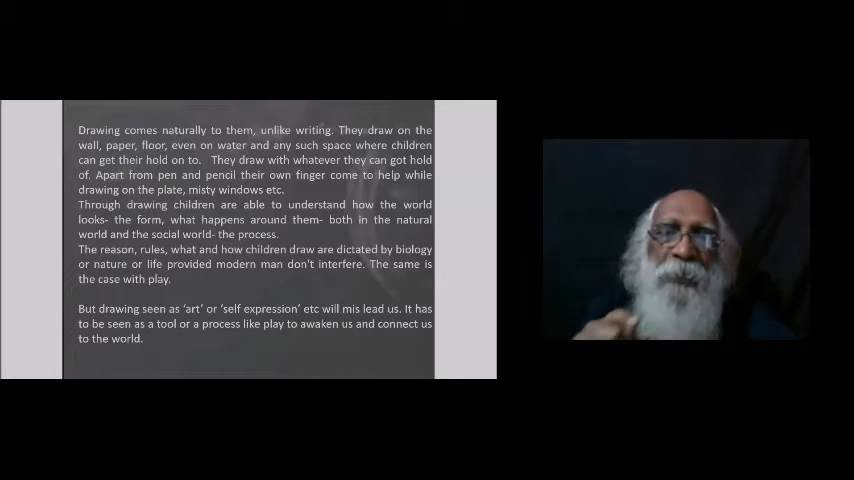 Drawing comes naturally to them, unlike writing. They draw on the
wall, paper, floor, even on water and any such space where children
can get their hold on to. They draw with whatever they can got hold
of. Apart from pen and pencil their own finger come to help while
drawing on the plate, misty windows etc.
Through drawing children are able to understand how the world
looks- the form, what happens around them- both in the natural
world and the social world- the process.
The reason, rules, what and how children draw are dictated by biology
or nature or life provided modern man don't interfere. The same is
the case with play.
But drawing seen as ‘art’ or ‘self expression’ etc will mis lead us. It has
to be seen as a tool or a process like play to awaken us and connect us
to the world.